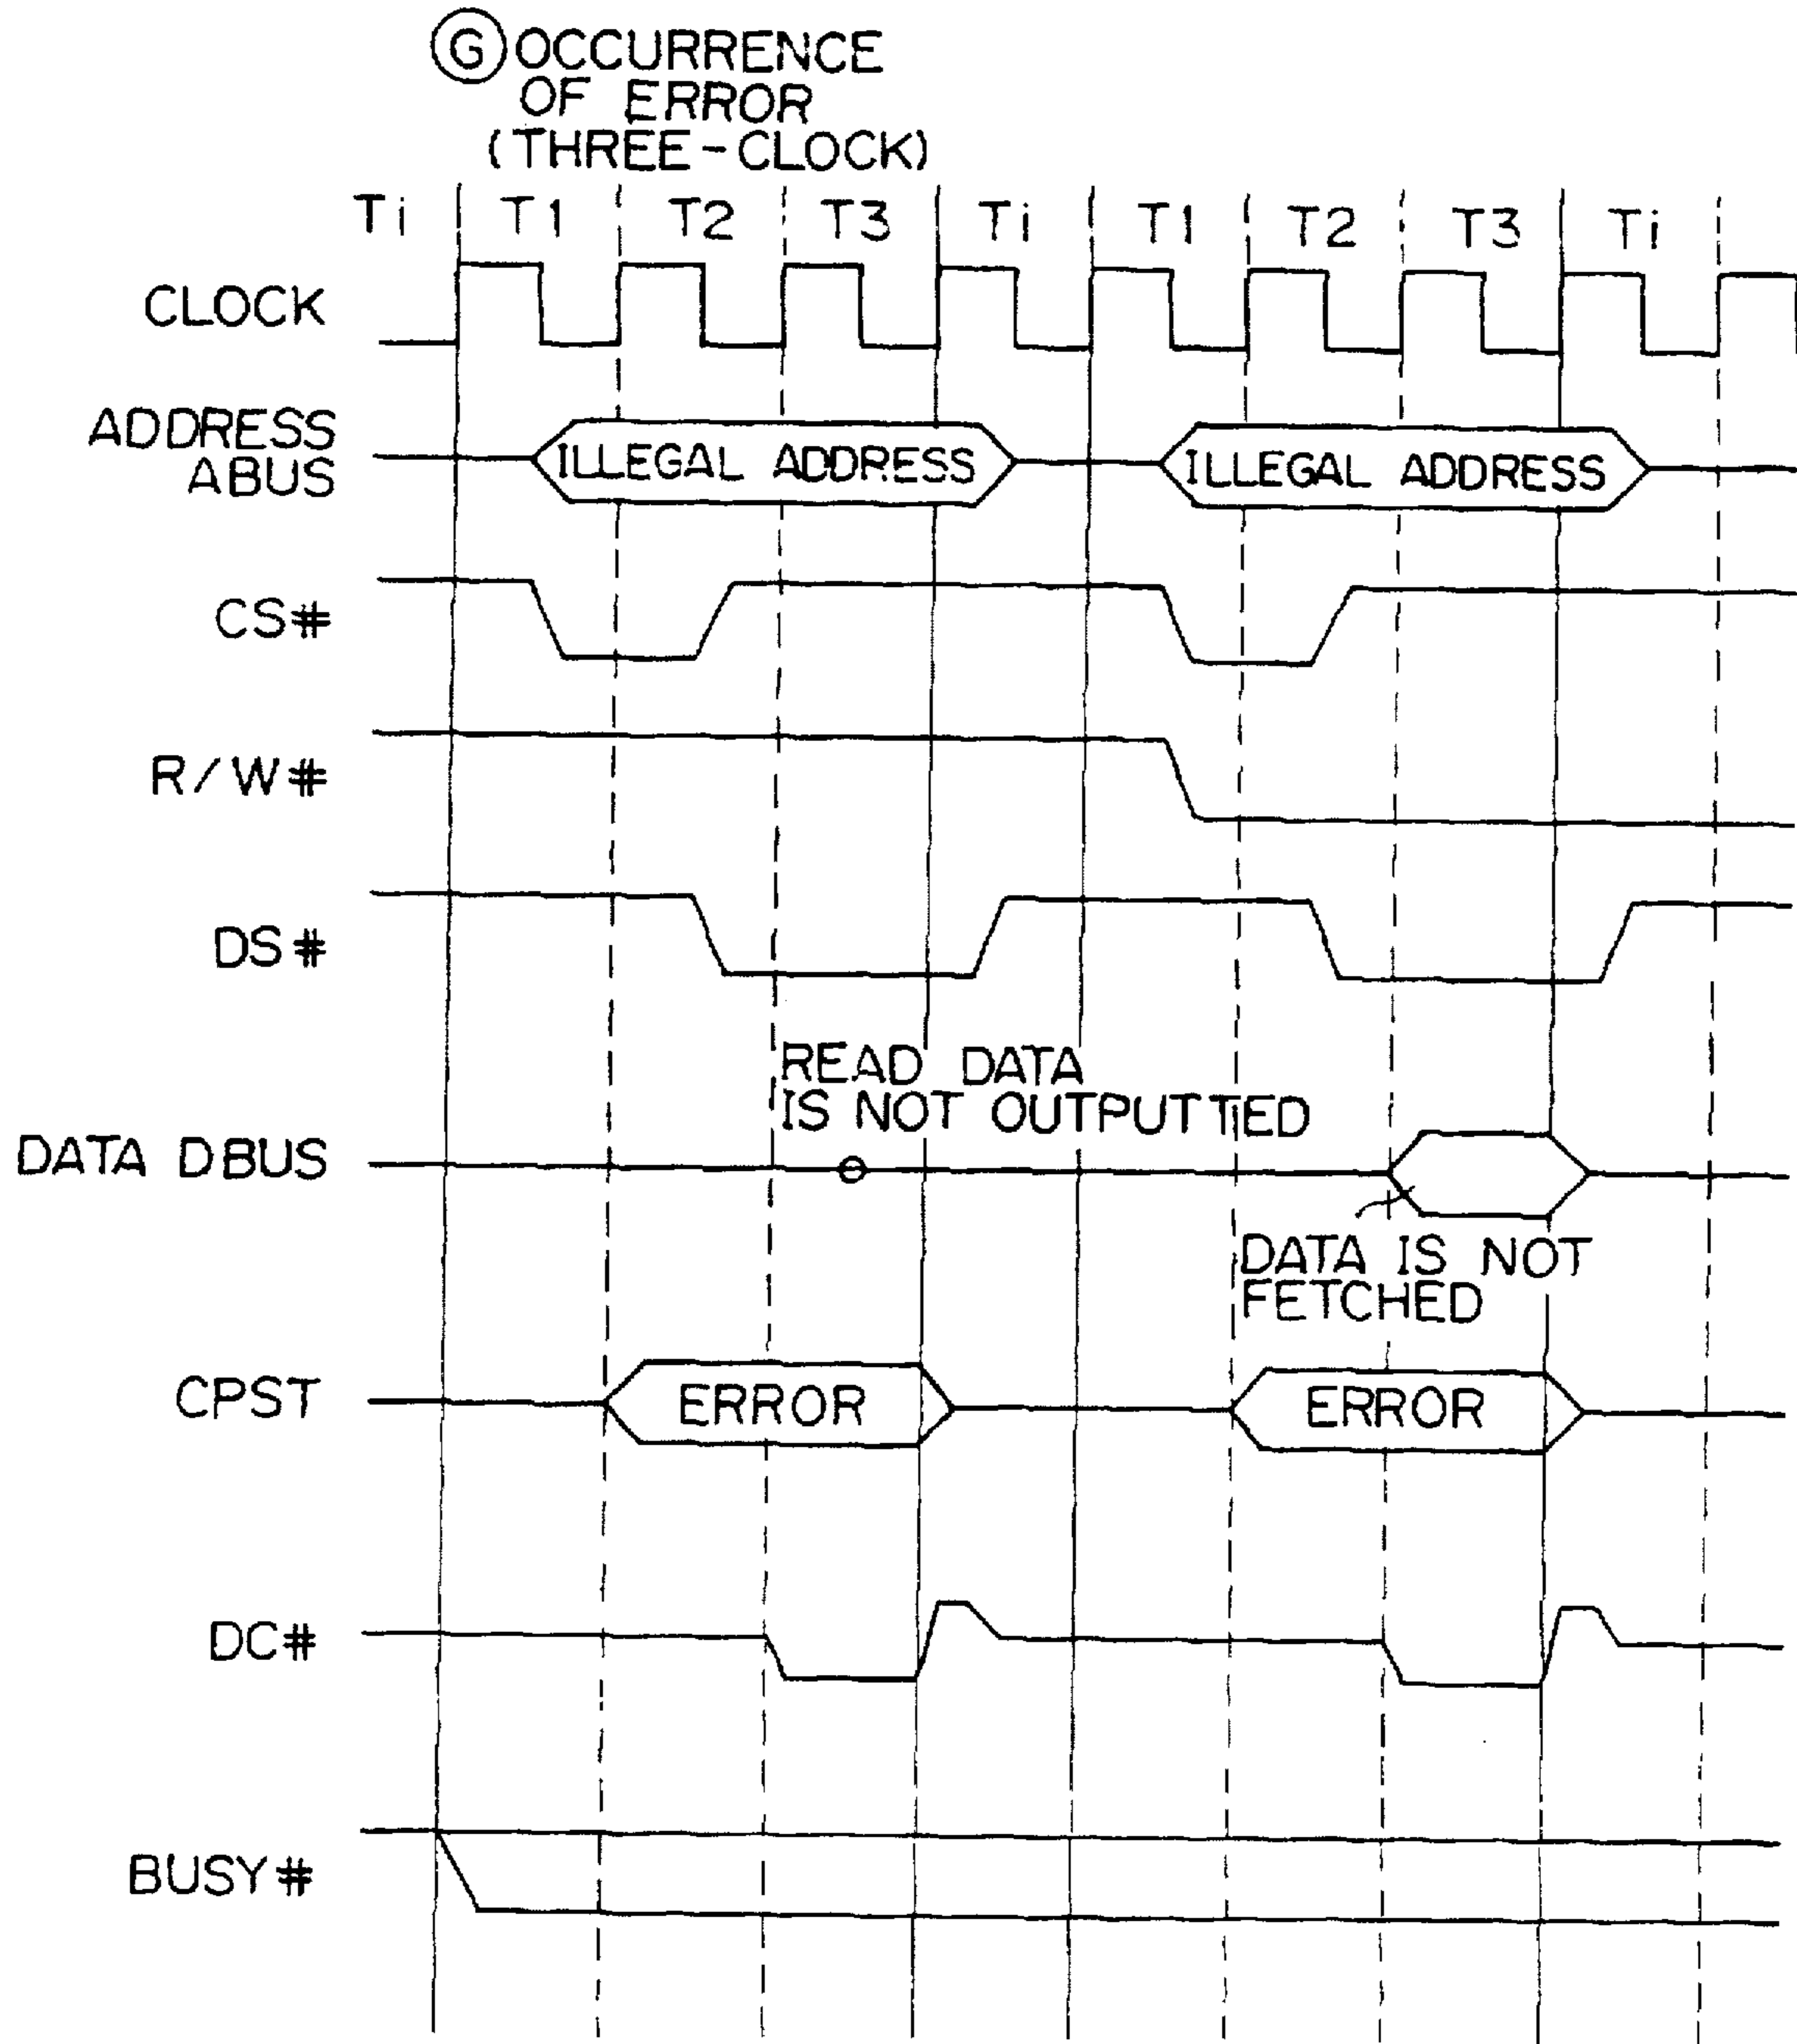 G OCCURRENCE
OF ERROR
(THREE-CLOCK)
Ti T1 T2 T3 Ti T1 T2 T3 Ti
CLOCK
ADDRESS
ABUS
ILLEGAL ADDRESS ILLEGAL ADDRESS
CS#
R/W#
DS#
READ DATA
IS NOT OUTPUTTED
DATA DBUS
DATA IS NOT
FETCHED
CPST ERROR ERROR
DC#
BUSY#